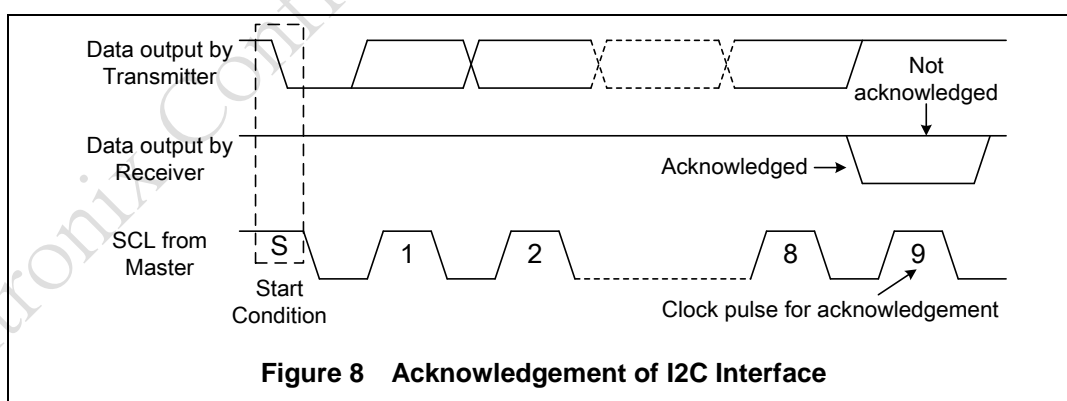 Data output by
Transmitter
Not
acknowledged
Data output by
Receiver
Acknowledged
SCL from
Master
S
1
2
8
9
Start
Condition
Clock pulse for acknowledgement
Figure 8 Acknowledgement of I2C Interface